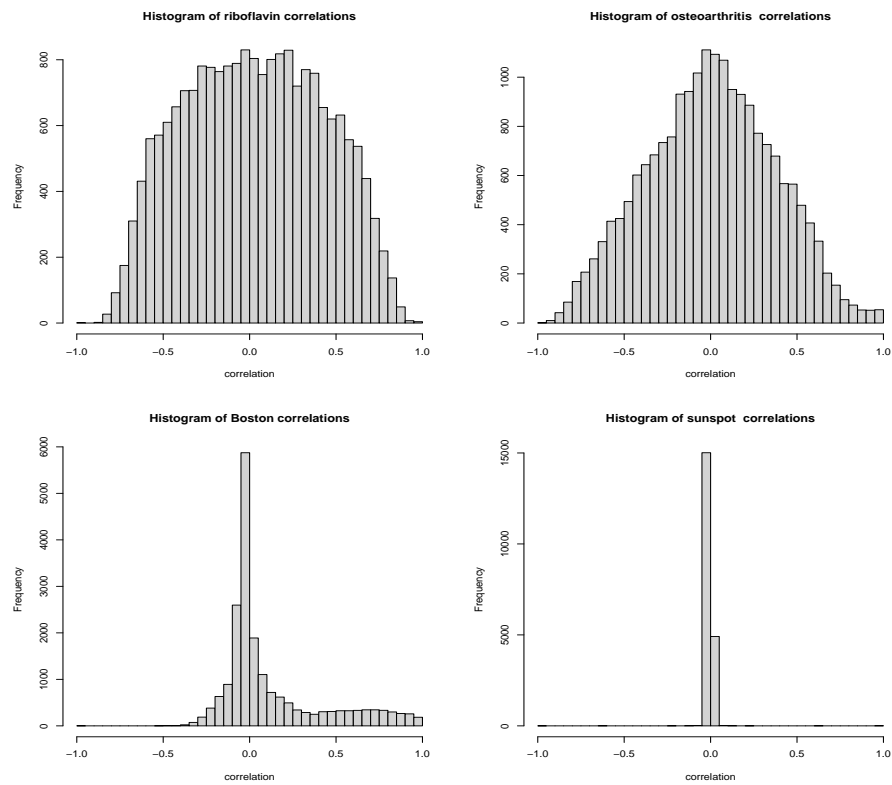 Histogram of riboflavin correlations
Frequency
0 200 400 600 800
−1.0 −0.5 0.0 0.5 1.0
correlation
Histogram of osteoarthritis  correlations
Frequency
0 200 400 600 800 1000
−1.0 −0.5 0.0 0.5 1.0
correlation
Histogram of Boston correlations
Frequency
0 1000 2000 3000 4000 5000 6000
−1.0 −0.5 0.0 0.5 1.0
correlation
Histogram of sunspot  correlations
Frequency
0 5000 10000 15000
−1.0 −0.5 0.0 0.5 1.0
correlation